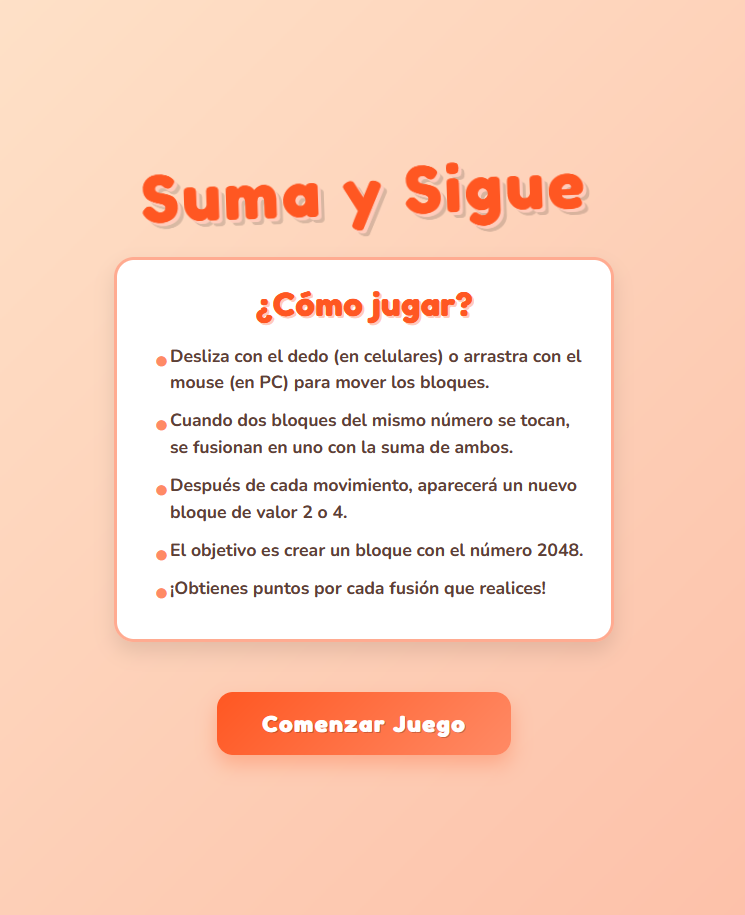 Suma y Sigue
¿Cómo jugar?
Desliza con el dedo (en celulares) o arrastra con el
mouse (en PC) para mover los bloques.
Cuando dos bloques del mismo número se tocan,
se fusionan en uno con la suma de ambos.
Después de cada movimiento, aparecerá un nuevo
bloque de valor 2 o 4.
El objetivo es crear un bloque con el número 2048.
¡Obtienes puntos por cada fusión que realices!
Comenzar Juego